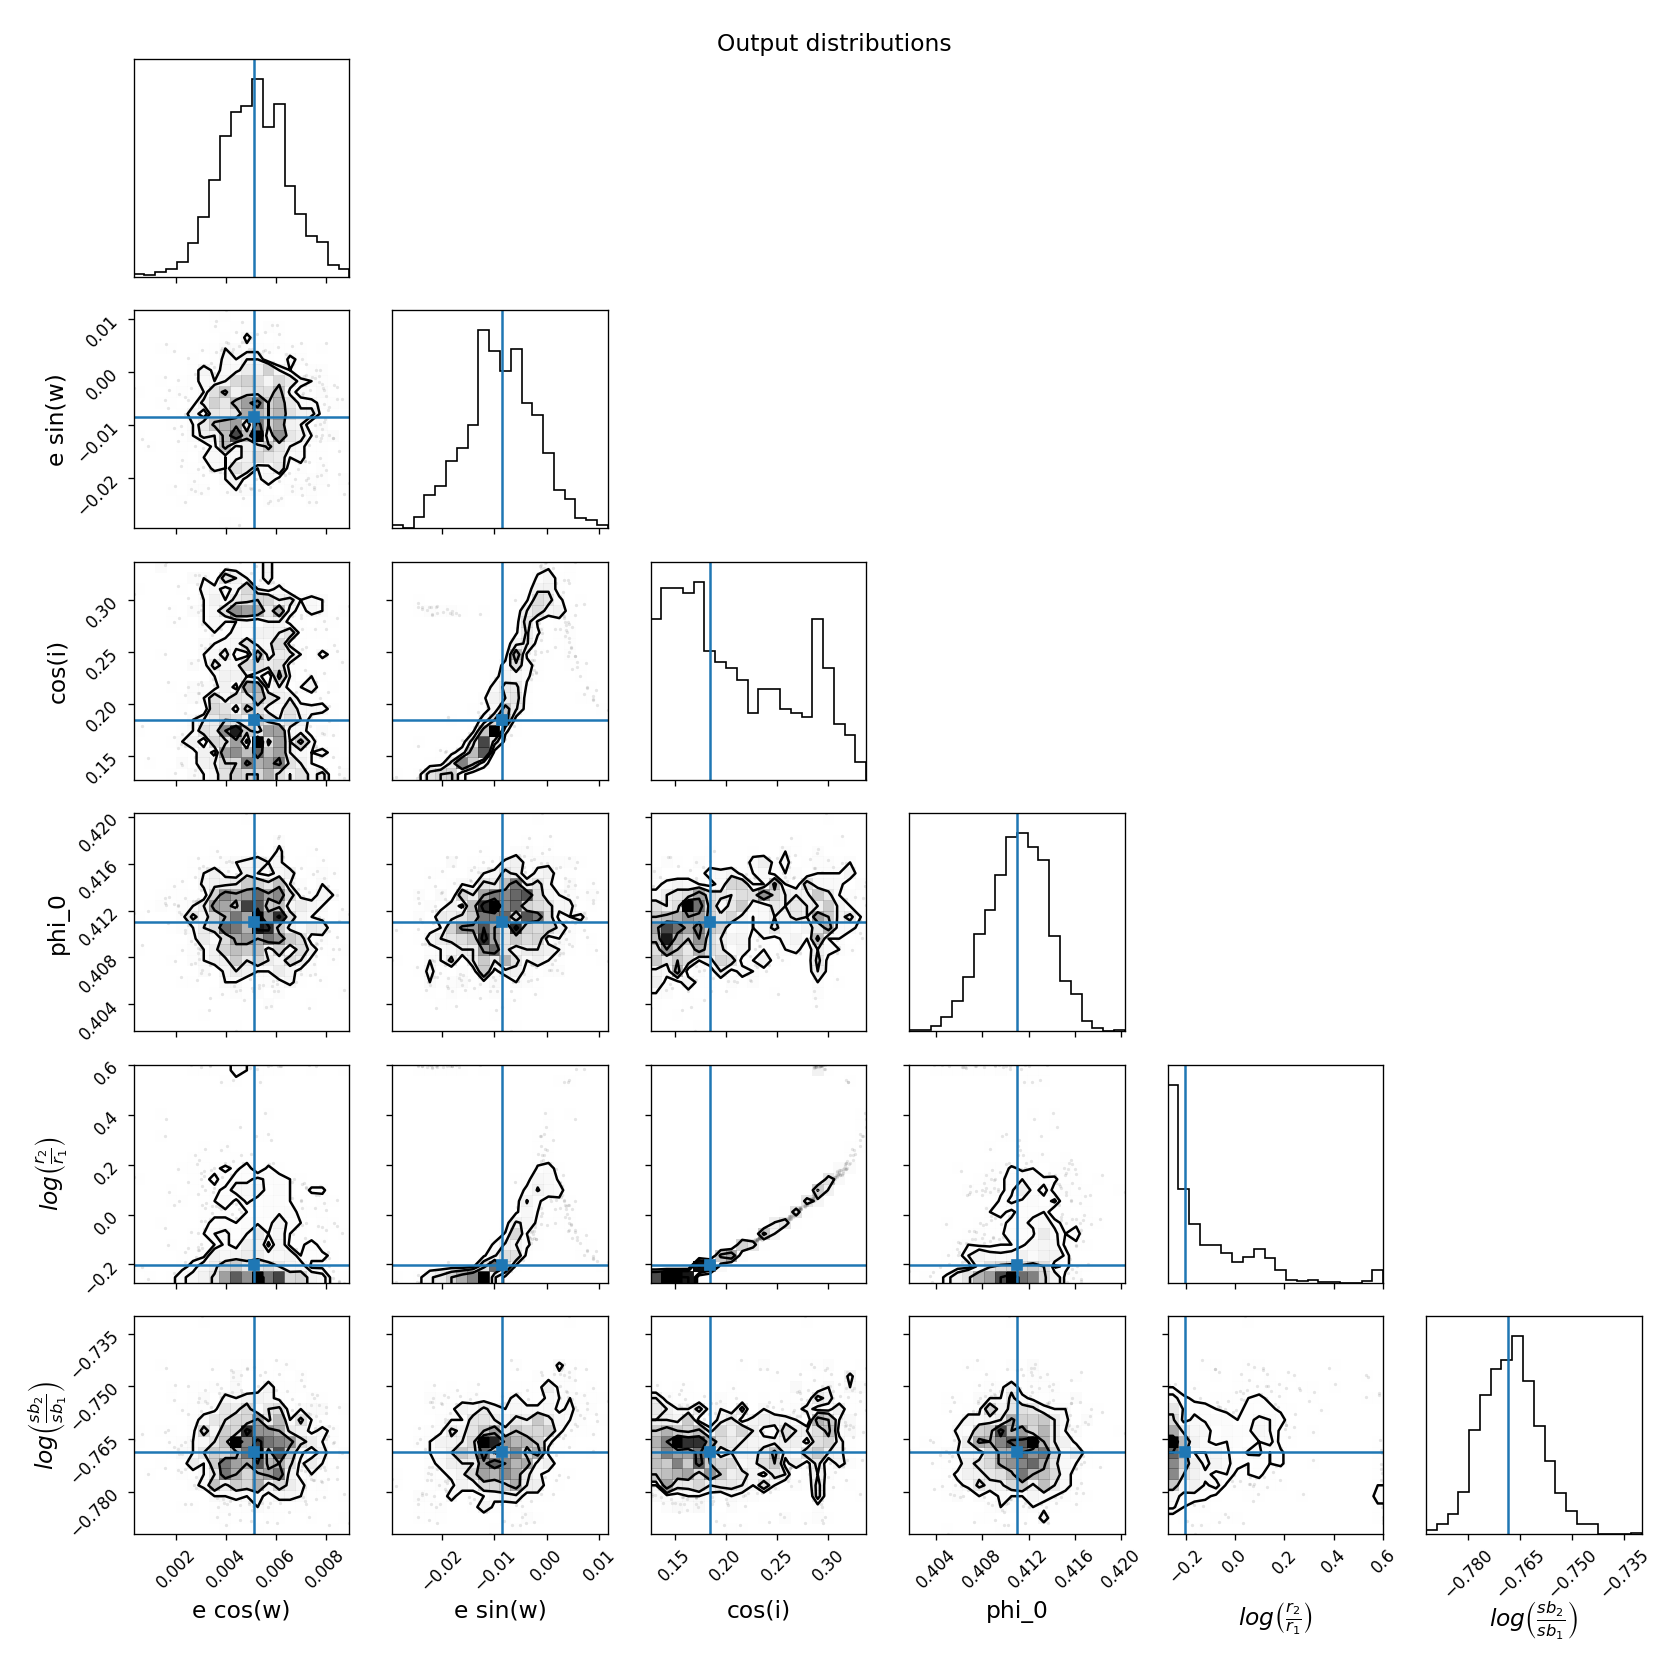 Output distributions
0.01
0.00
−0.01
−0.02
e sin(w)
0.30
0.25
0.20
0.15
cos(i)
0.420
0.416
0.412
0.408
0.404
phi_0
0.6
0.4
0.2
0.0
−0.2
log(r₂/r₁)
−0.735
−0.750
−0.765
−0.780
log(sb₂/sb₁)
0.002 0.004 0.006 0.008
−0.02 −0.01 0.00 0.01
0.15 0.20 0.25 0.30
0.404 0.408 0.412 0.416 0.420
−0.2 0.0 0.2 0.4 0.6
−0.780 −0.765 −0.750 −0.735
e cos(w)
e sin(w)
cos(i)
phi_0
log(r₂/r₁)
log(sb₂/sb₁)